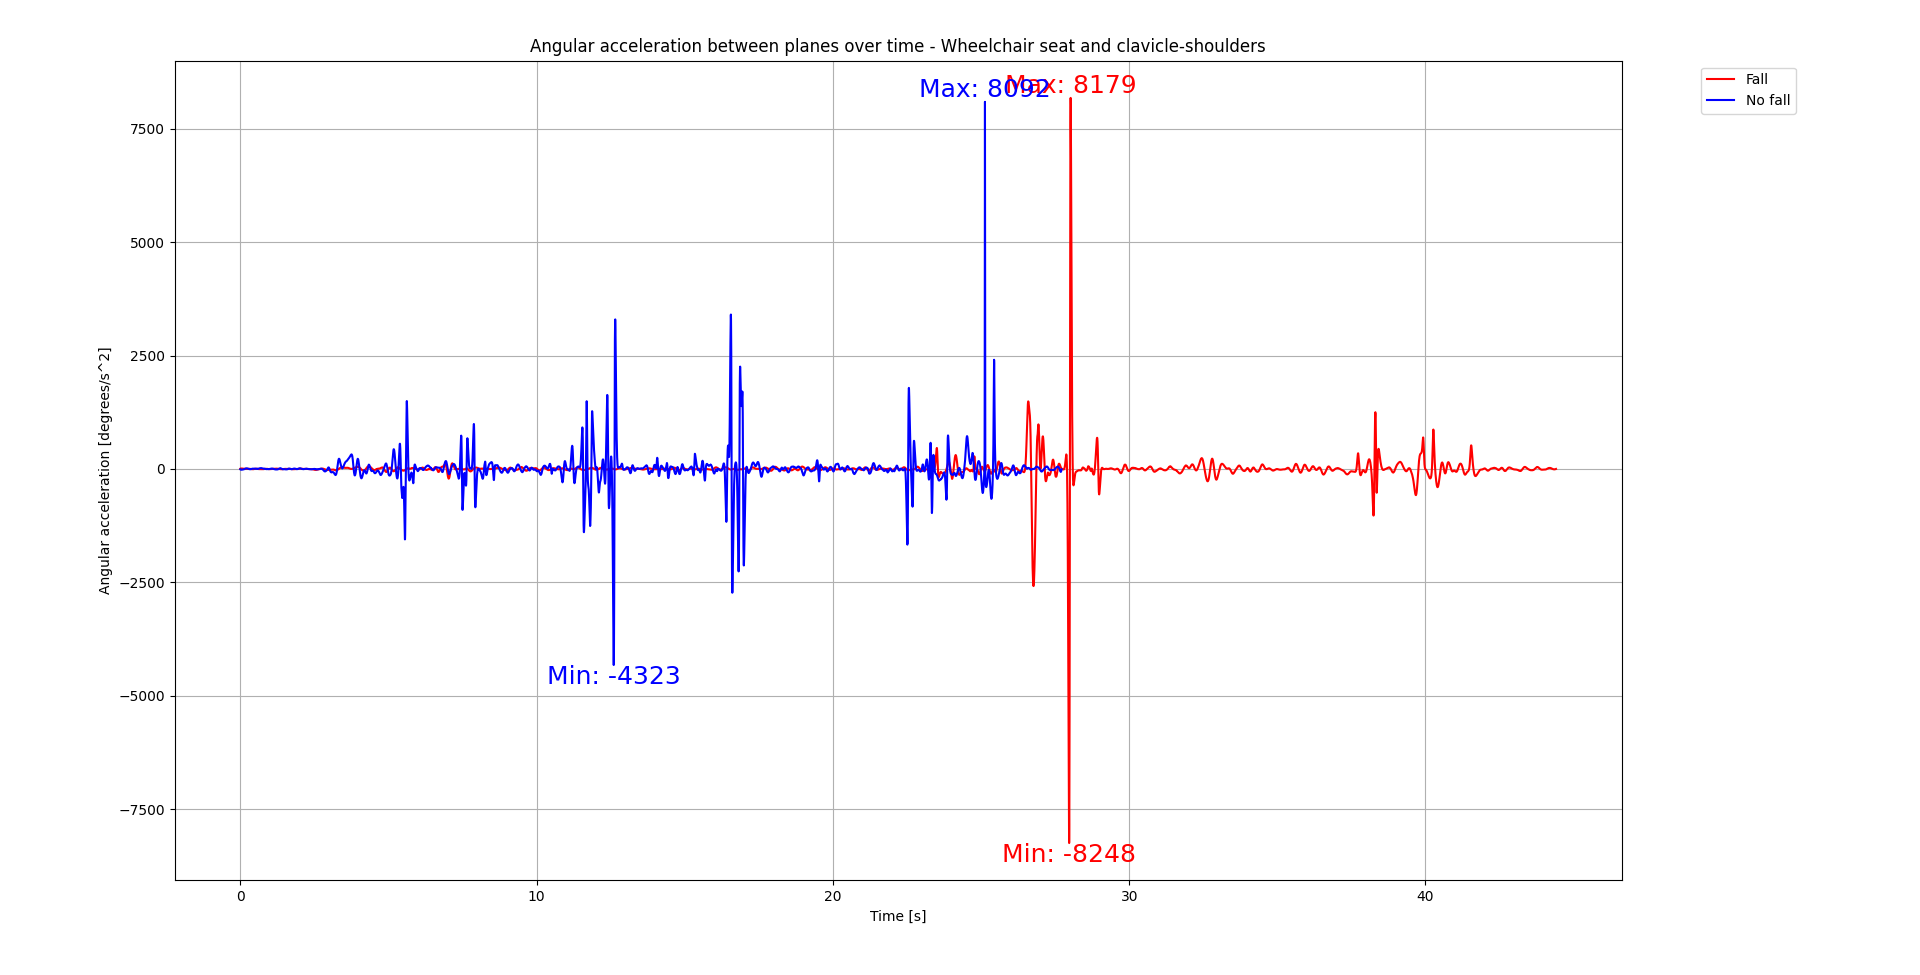 Angular acceleration between planes over time - Wheelchair seat and clavicle-shoulders
Max: 8092
Max: 8179
Fall
No fall
7500
5000
2500
0
−2500
−5000
−7500
Angular acceleration [degrees/s^2]
Min: -4323
Min: -8248
0 10 20 30 40
Time [s]